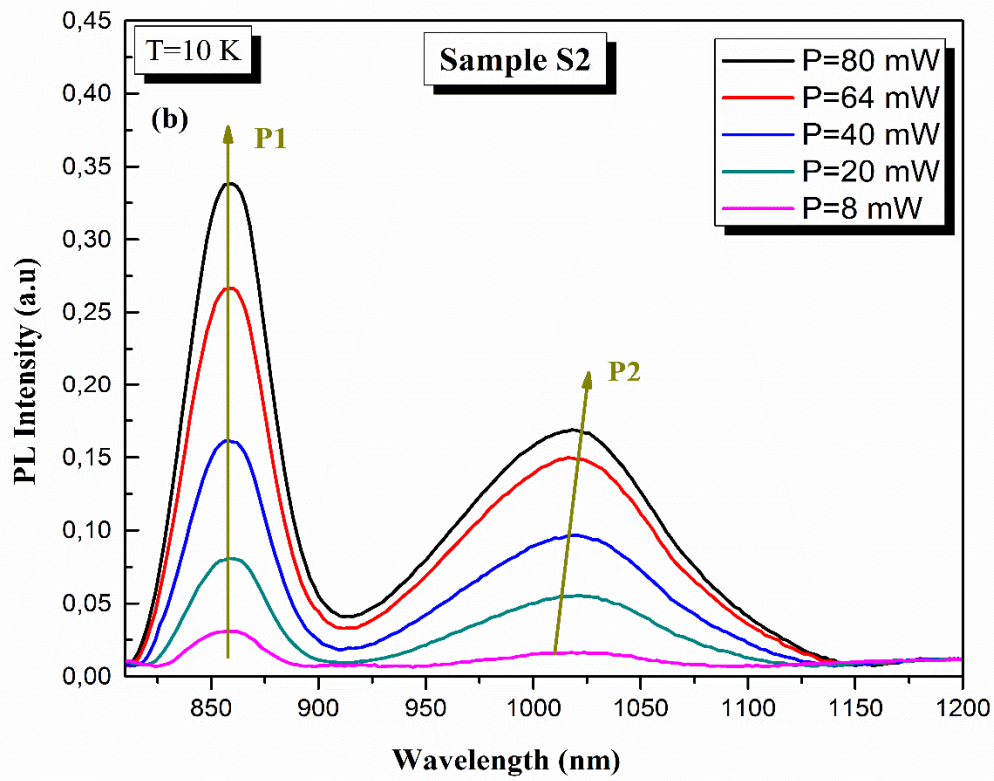 T=10 K
Sample S2
(b)
P1
P2
P=80 mW
P=64 mW
P=40 mW
P=20 mW
P=8 mW
PL Intensity (a.u)
0,45
0,40
0,35
0,30
0,25
0,20
0,15
0,10
0,05
0,00
850 900 950 1000 1050 1100 1150 1200
Wavelength (nm)